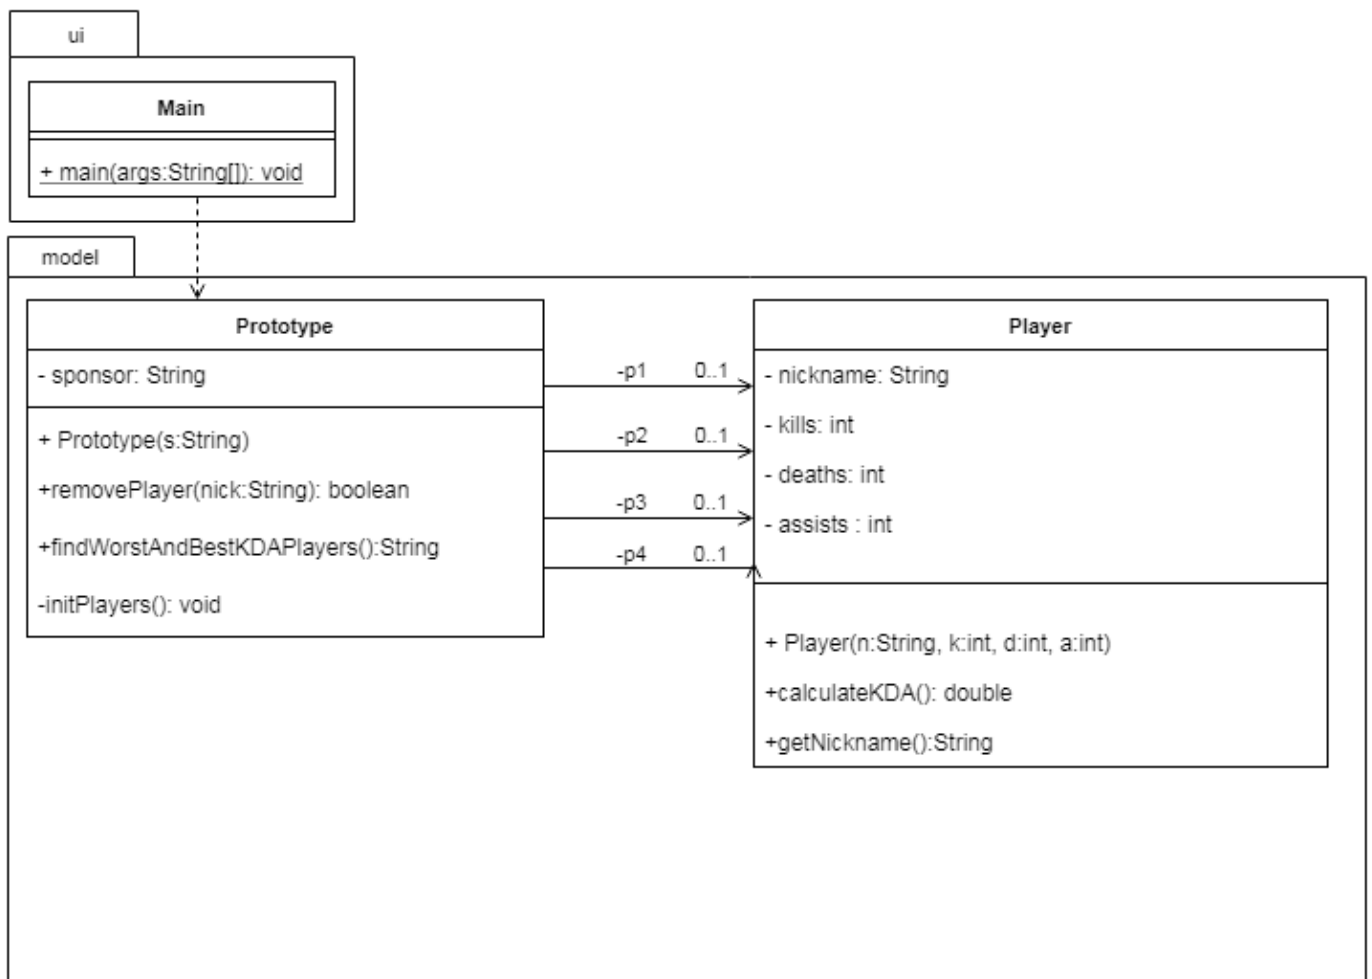 ui
Main
+ main(args:String[]): void
model
Prototype
- sponsor: String
+ Prototype(s:String)
+removePlayer(nick:String): boolean
+findWorstAndBestKDAPlayers():String
-initPlayers(): void
-p1 0..1
-p2 0..1
-p3 0..1
-p4 0..1
Player
- nickname: String
- kills: int
- deaths: int
- assists : int
+ Player(n:String, k:int, d:int, a:int)
+calculateKDA(): double
+getNickname():String